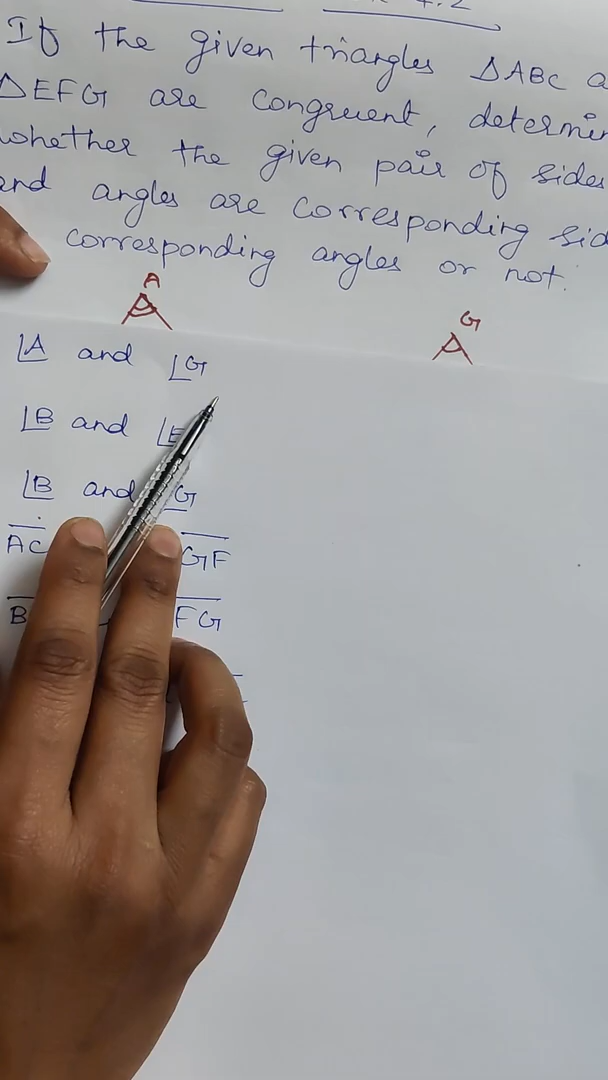 If the given triangles ΔABC a
ΔEFG are congruent, determin
whether the given pair of sides
and angles are corresponding sid
corresponding angles or not.
A
G
∠A and ∠G
∠B and ∠E
∠B and ∠G
AC GF
B FG